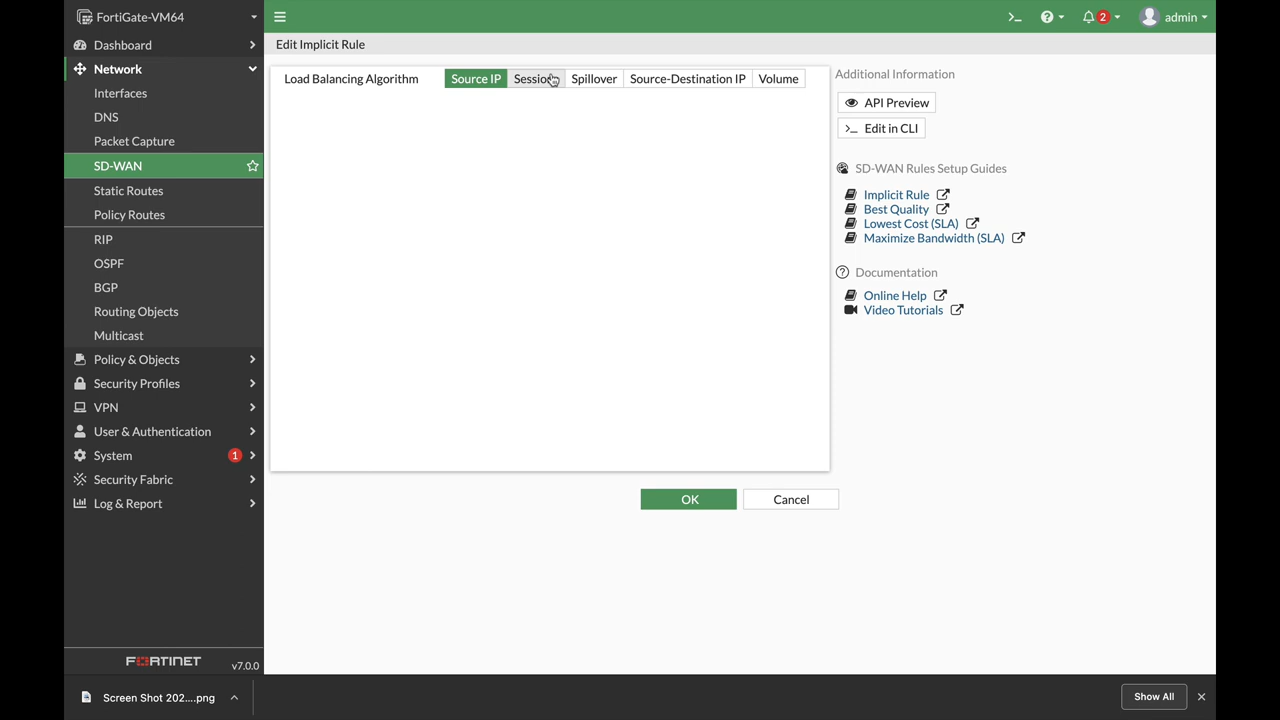 FortiGate-VM64
2
admin
Dashboard
Network
Interfaces
DNS
Packet Capture
SD-WAN
Static Routes
Policy Routes
RIP
OSPF
BGP
Routing Objects
Multicast
Policy & Objects
Security Profiles
VPN
User & Authentication
System 1
Security Fabric
Log & Report
FORTINET v7.0.0
Edit Implicit Rule
Load Balancing Algorithm Source IP Session Spillover Source-Destination IP Volume
OK Cancel
Additional Information
API Preview
Edit in CLI
SD-WAN Rules Setup Guides
Implicit Rule
Best Quality
Lowest Cost (SLA)
Maximize Bandwidth (SLA)
Documentation
Online Help
Video Tutorials
Screen Shot 202....png
Show All